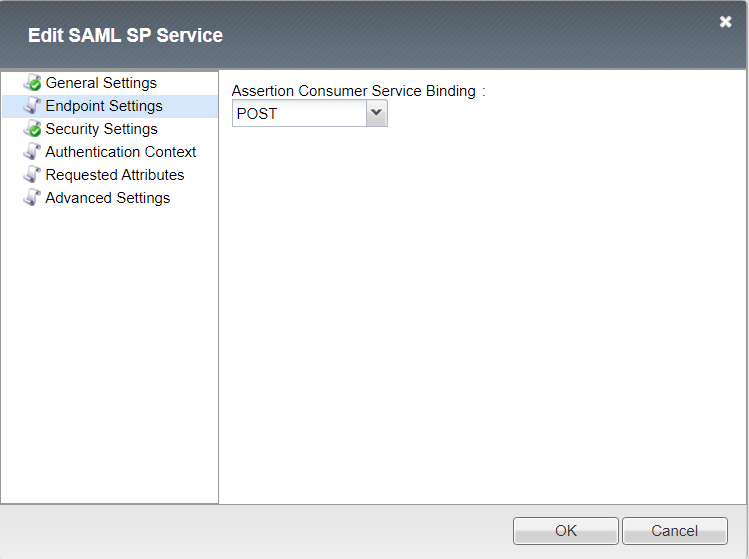 Edit SAML SP Service
General Settings
Endpoint Settings
Security Settings
Authentication Context
Requested Attributes
Advanced Settings
Assertion Consumer Service Binding :
POST
OK
Cancel